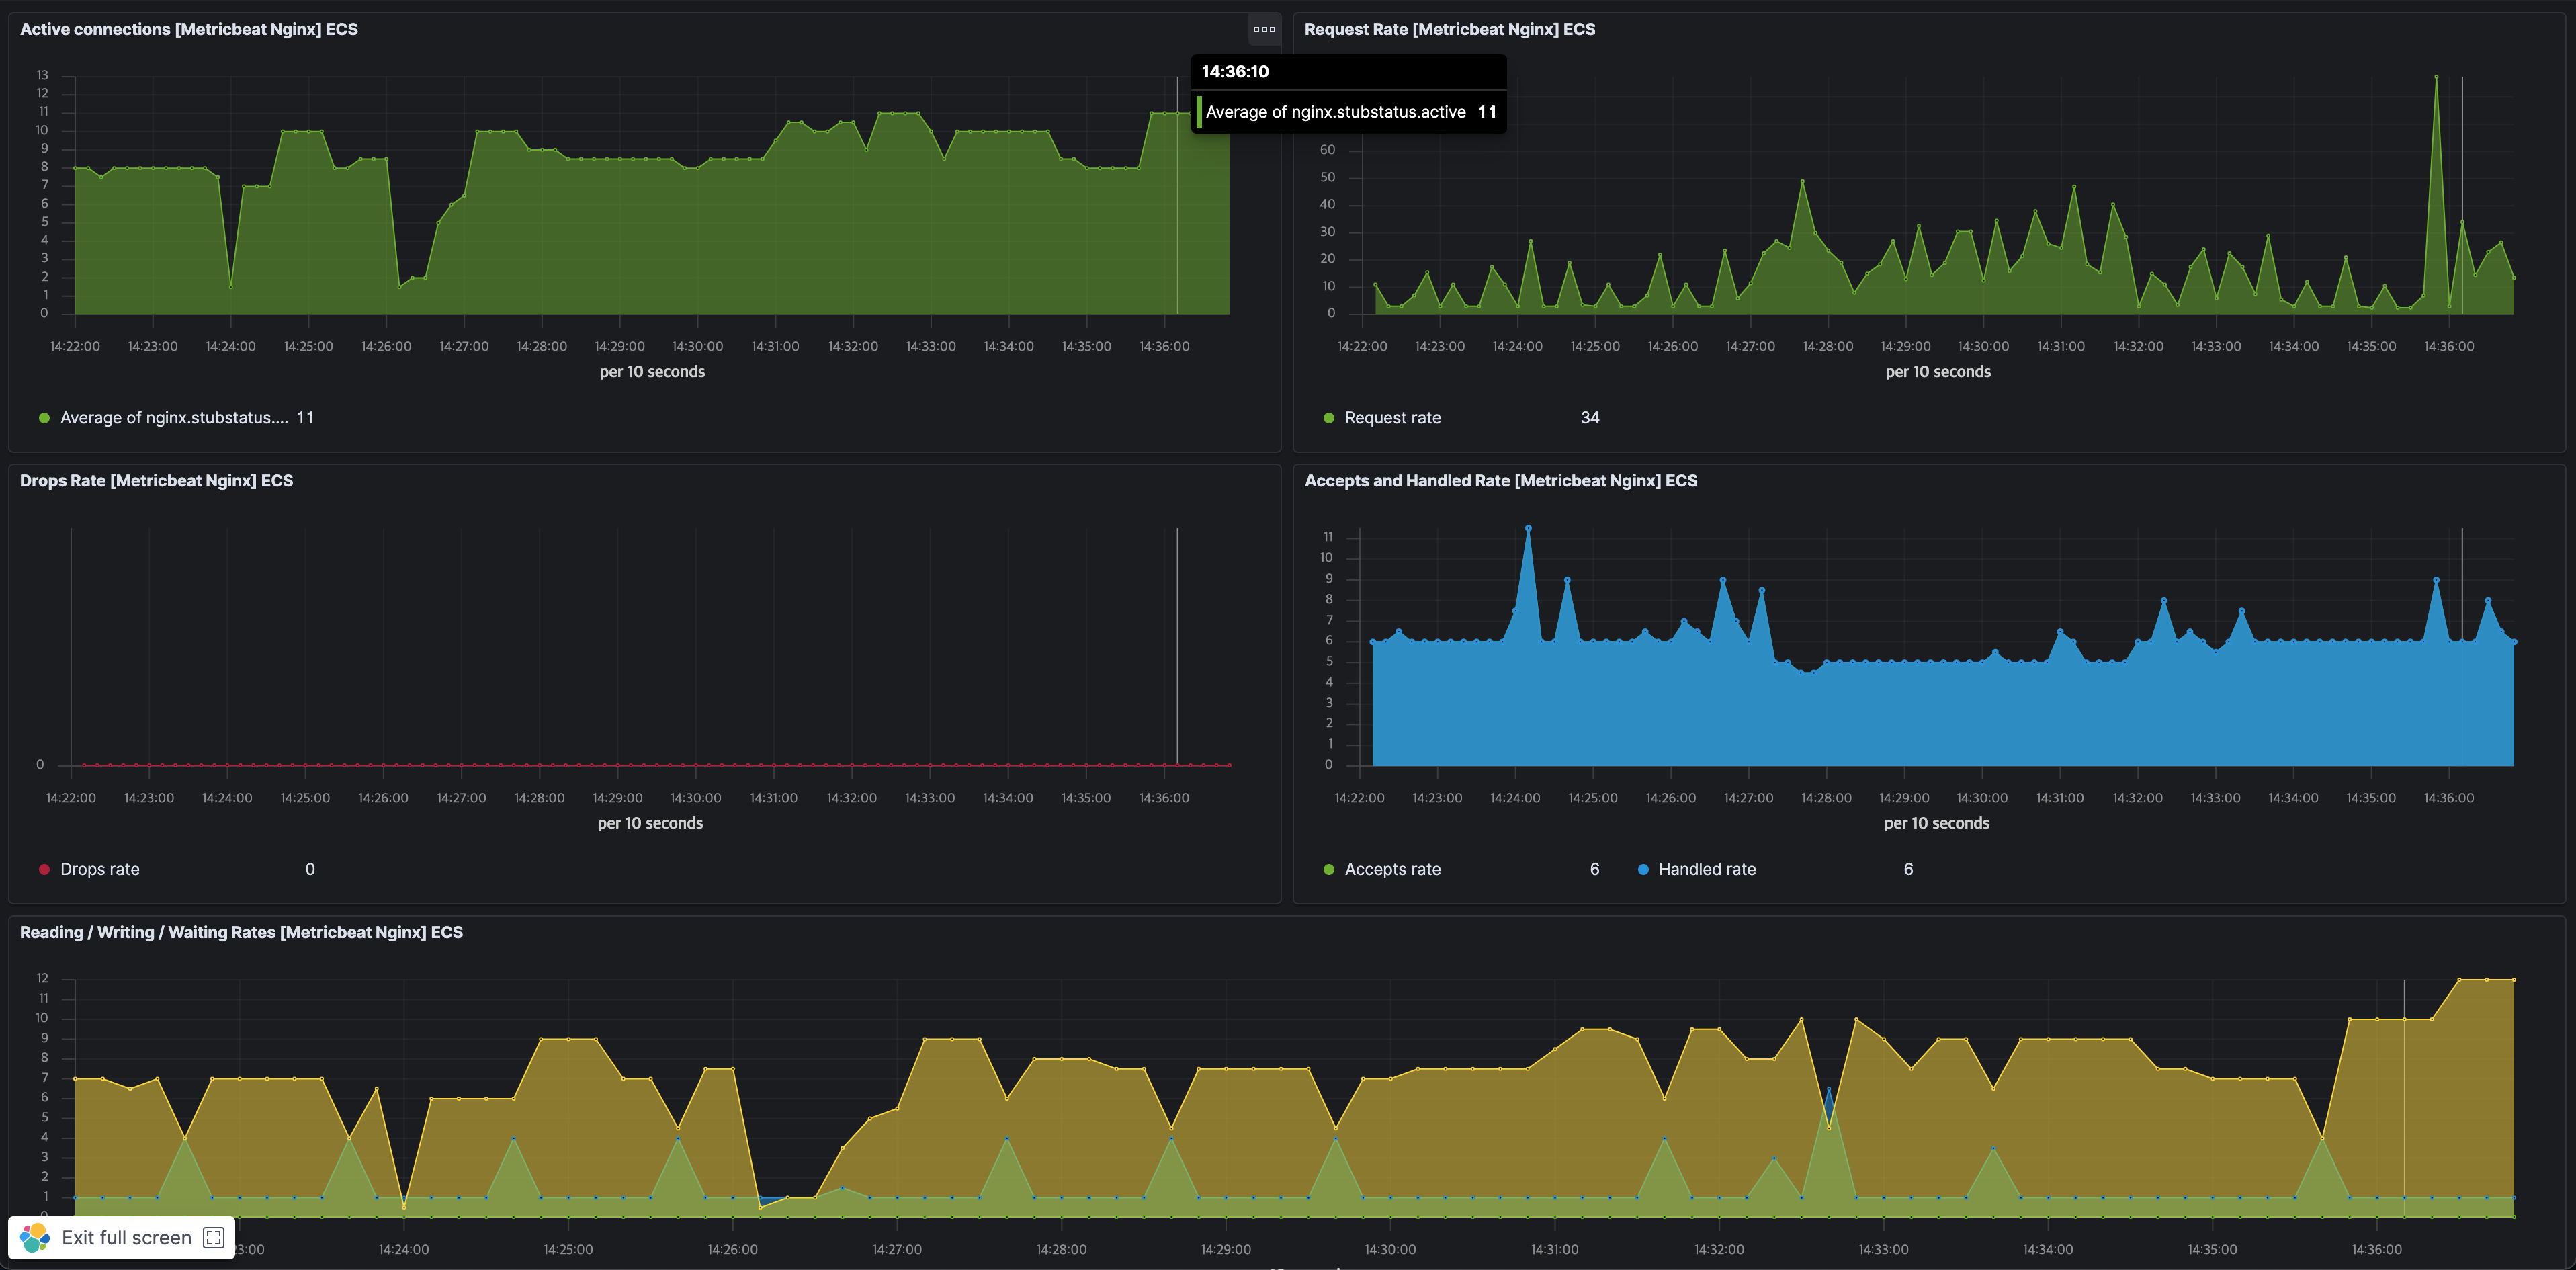 Active connections [Metricbeat Nginx] ECS
13
12
11
10
9
8
7
6
5
4
3
2
1
0
14:22:00 14:23:00 14:24:00 14:25:00 14:26:00 14:27:00 14:28:00 14:29:00 14:30:00 14:31:00 14:32:00 14:33:00 14:34:00 14:35:00 14:36:00
per 10 seconds
Average of nginx.stubstatus.... 11
Request Rate [Metricbeat Nginx] ECS
14:36:10
Average of nginx.stubstatus.active 11
60
50
40
30
20
10
0
14:22:00 14:23:00 14:24:00 14:25:00 14:26:00 14:27:00 14:28:00 14:29:00 14:30:00 14:31:00 14:32:00 14:33:00 14:34:00 14:35:00 14:36:00
per 10 seconds
Request rate 34
Drops Rate [Metricbeat Nginx] ECS
0
14:22:00 14:23:00 14:24:00 14:25:00 14:26:00 14:27:00 14:28:00 14:29:00 14:30:00 14:31:00 14:32:00 14:33:00 14:34:00 14:35:00 14:36:00
per 10 seconds
Drops rate 0
Accepts and Handled Rate [Metricbeat Nginx] ECS
11
10
9
8
7
6
5
4
3
2
1
0
14:22:00 14:23:00 14:24:00 14:25:00 14:26:00 14:27:00 14:28:00 14:29:00 14:30:00 14:31:00 14:32:00 14:33:00 14:34:00 14:35:00 14:36:00
per 10 seconds
Accepts rate 6 Handled rate 6
Reading / Writing / Waiting Rates [Metricbeat Nginx] ECS
12
11
10
9
8
7
6
5
4
3
2
1
Exit full screen
3:00 14:24:00 14:25:00 14:26:00 14:27:00 14:28:00 14:29:00 14:30:00 14:31:00 14:32:00 14:33:00 14:34:00 14:35:00 14:36:00